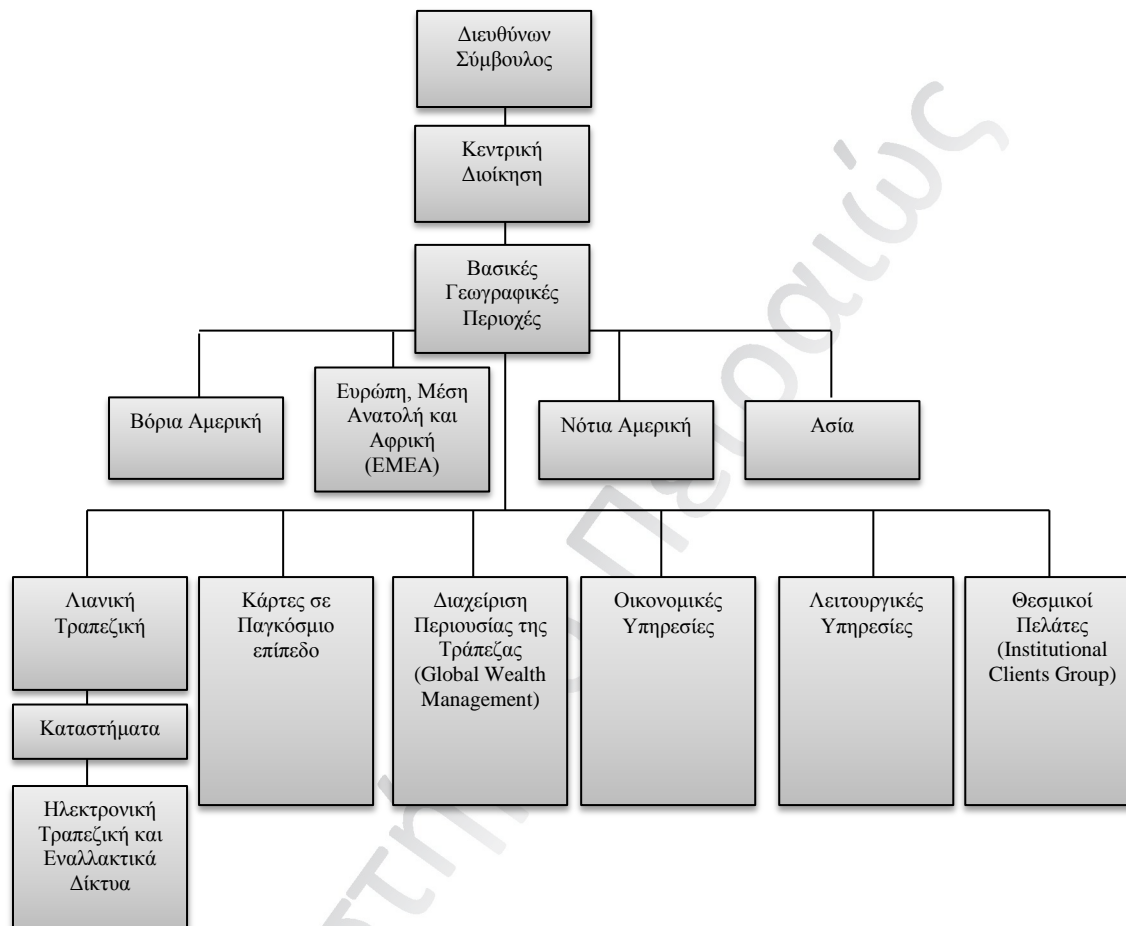 Διευθύνων
Σύμβουλος
Κεντρική
Διοίκηση
Βασικές
Γεωγραφικές
Περιοχές
Βόρια Αμερική
Ευρώπη, Μέση
Ανατολή και
Αφρική
(EMEA)
Νότια Αμερική
Ασία
Λιανική
Τραπεζική
Κάρτες σε
Παγκόσμιο
επίπεδο
Διαχείριση
Περιουσίας της
Τράπεζας
(Global Wealth
Management)
Οικονομικές
Υπηρεσίες
Λειτουργικές
Υπηρεσίες
Θεσμικοί
Πελάτες
(Institutional
Clients Group)
Καταστήματα
Ηλεκτρονική
Τραπεζική και
Εναλλακτικά
Δίκτυα